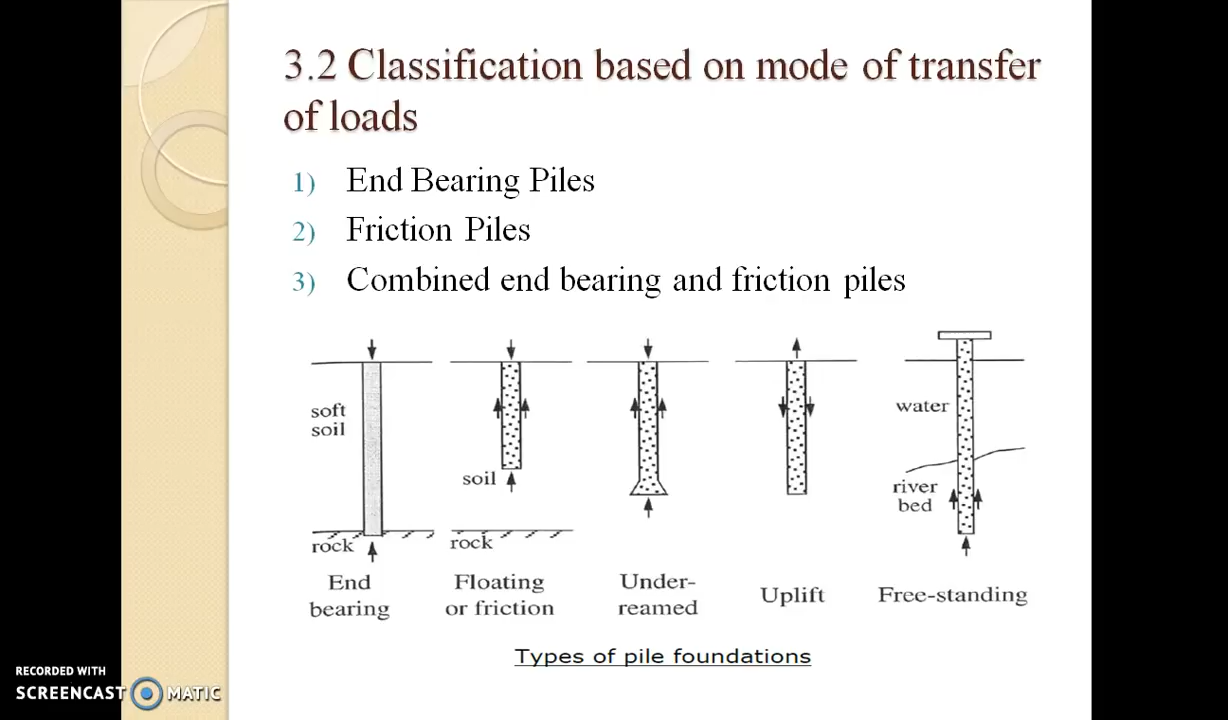 3.2 Classification based on mode of transfer
of loads
1) End Bearing Piles
2) Friction Piles
3) Combined end bearing and friction piles
soft
soil
rock
End
bearing
soil
rock
Floating
or friction
Under-
reamed
Uplift
water
river
bed
Free-standing
Types of pile foundations
RECORDED WITH
SCREENCAST MATIC